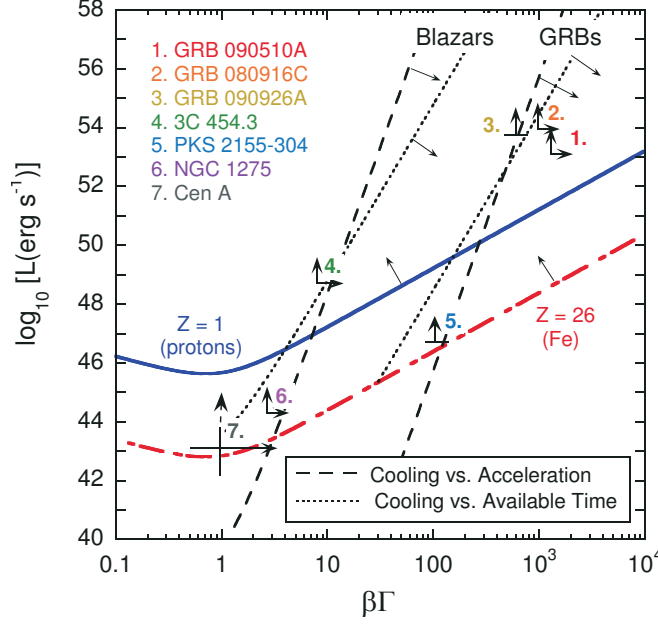 58
56
54
52
50
48
46
44
42
40
log₁₀ [L(erg s⁻¹)]
Blazars
GRBs
1. GRB 090510A
2. GRB 080916C
3. GRB 090926A
4. 3C 454.3
5. PKS 2155-304
6. NGC 1275
7. Cen A
3.
2.
1.
4.
5.
6.
7.
Z = 1
(protons)
Z = 26
(Fe)
Cooling vs. Acceleration
Cooling vs. Available Time
0.1
1
10
100
10³
10⁴
βΓ